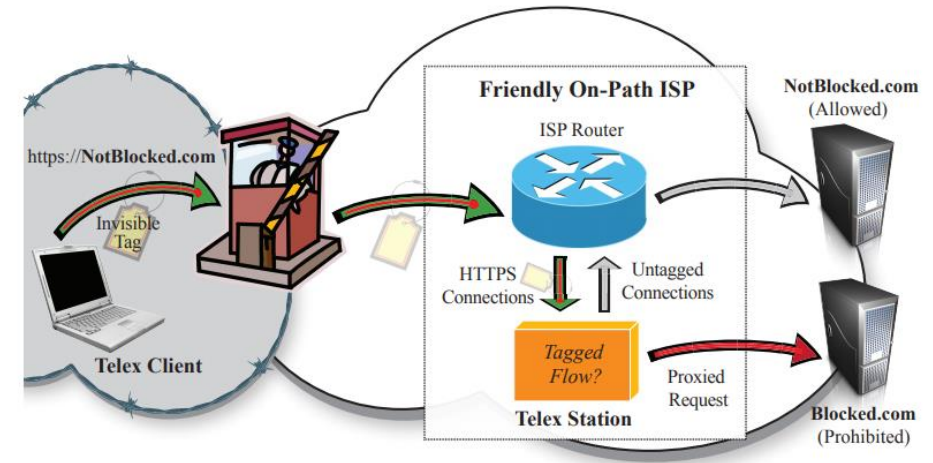 https://NotBlocked.com
Invisible
Tag
Telex Client
Friendly On-Path ISP
ISP Router
HTTPS
Connections
Untagged
Connections
Tagged
Flow?
Telex Station
Proxied
Request
NotBlocked.com
(Allowed)
Blocked.com
(Prohibited)